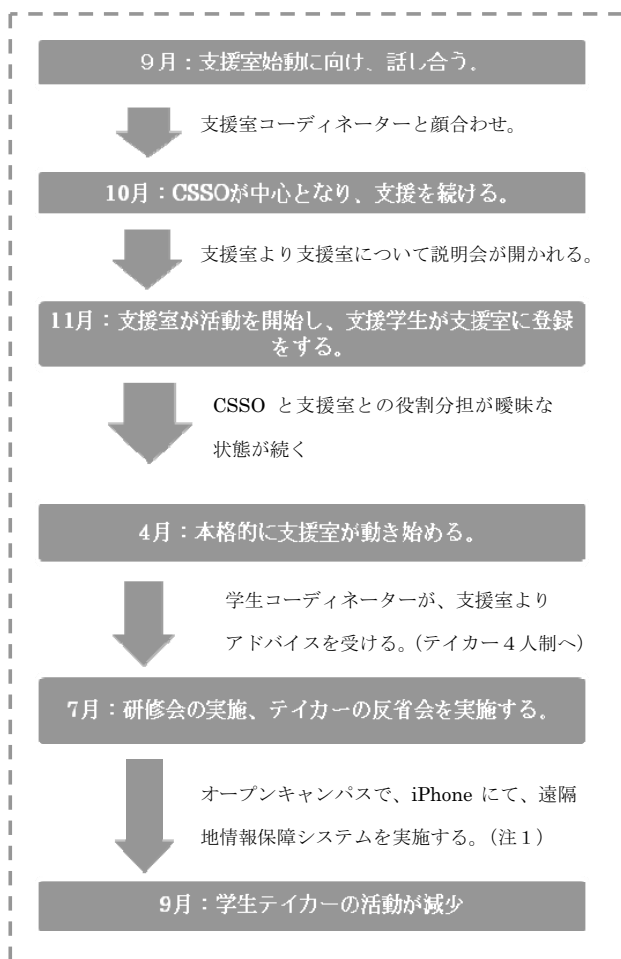 ９月：支援室始動に向け、話し合う。
支援室コーディネーターと顔合わせ。
10月：CSSOが中心となり、支援を続ける。
支援室より支援室について説明会が開かれる。
11月：支援室が活動を開始し、支援学生が支援室に登録
をする。
CSSO と支援室との役割分担が曖昧な
状態が続く
4月：本格的に支援室が動き始める。
学生コーディネーターが、支援室より
アドバイスを受ける。（テイカー４人制へ）
7月：研修会の実施、テイカーの反省会を実施する。
オープンキャンパスで、iPhone にて、遠隔
地情報保障システムを実施する。（注１）
9月：学生テイカーの活動が減少